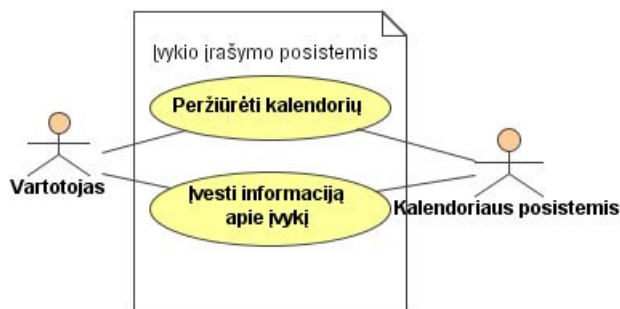 Įvykio įrašymo posistemis
Peržiūrėti kalendorių
Vartotojas
Įvesti informaciją
apie įvykį
Kalendoriaus posistemis